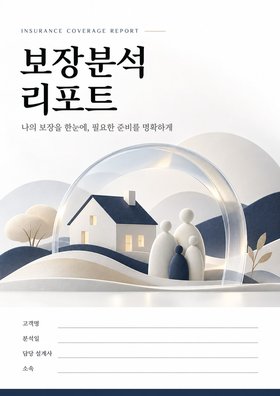 INSURANCE COVERAGE REPORT
보장분석
리포트
나의 보장을 한눈에, 필요한 준비를 명확하게
고객명
분석일
담당 설계사
소속